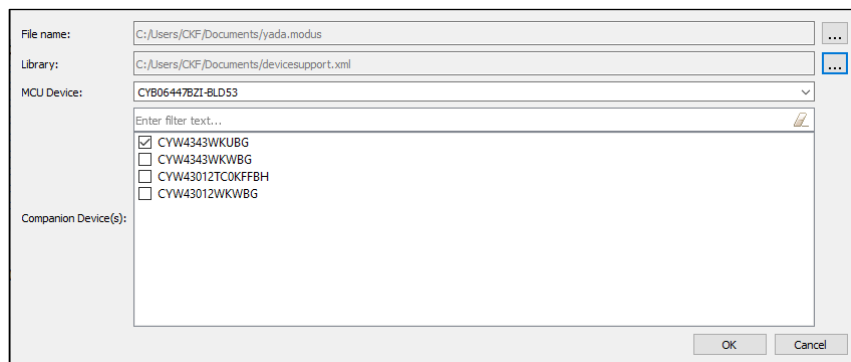 File name: C:/Users/CKF/Documents/yada.modus ...
Library: C:/Users/CKF/Documents/devicesupport.xml ...
MCU Device: CYB06447BZI-BLD53
Enter filter text...
CYW4343WKUBG
CYW4343WKWBG
CYW43012TC0KFFBH
CYW43012WKWBG
Companion Device(s):
OK Cancel